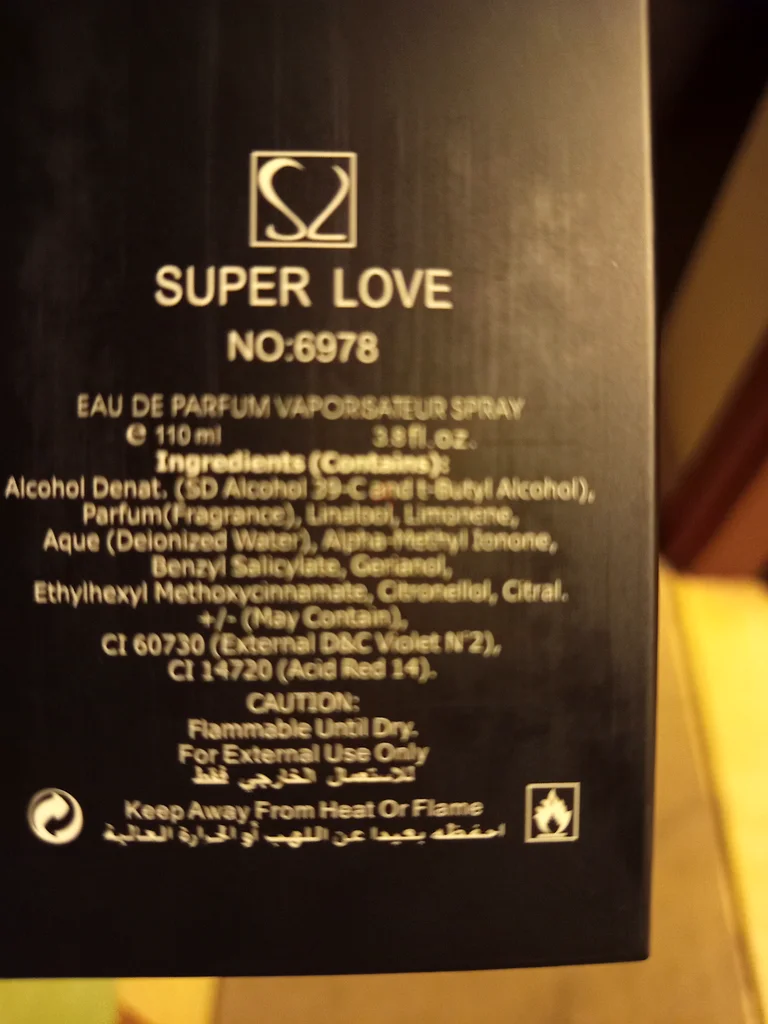 SUPER LOVE
NO:6978
EAU DE PARFUM VAPORISATEUR SPRAY
e 110 ml 3.8 fl.oz.
Ingredients (Contains):
Alcohol Denat. (SD Alcohol 39-C and t-Butyl Alcohol),
Parfum(Fragrance), Linalool, Limonene,
Aque (Deionized Water), Alpha-Methyl Ionone,
Benzyl Salicylate, Geraniol,
Ethylhexyl Methoxycinnamate, Citronellol, Citral.
+/- (May Contain),
CI 60730 (External D&C Violet N°2),
CI 14720 (Acid Red 14).
CAUTION:
Flammable Until Dry.
For External Use Only
للاستعمال الخارجي فقط
Keep Away From Heat Or Flame
احفظه بعيدا عن اللهب أو الحرارة العالية